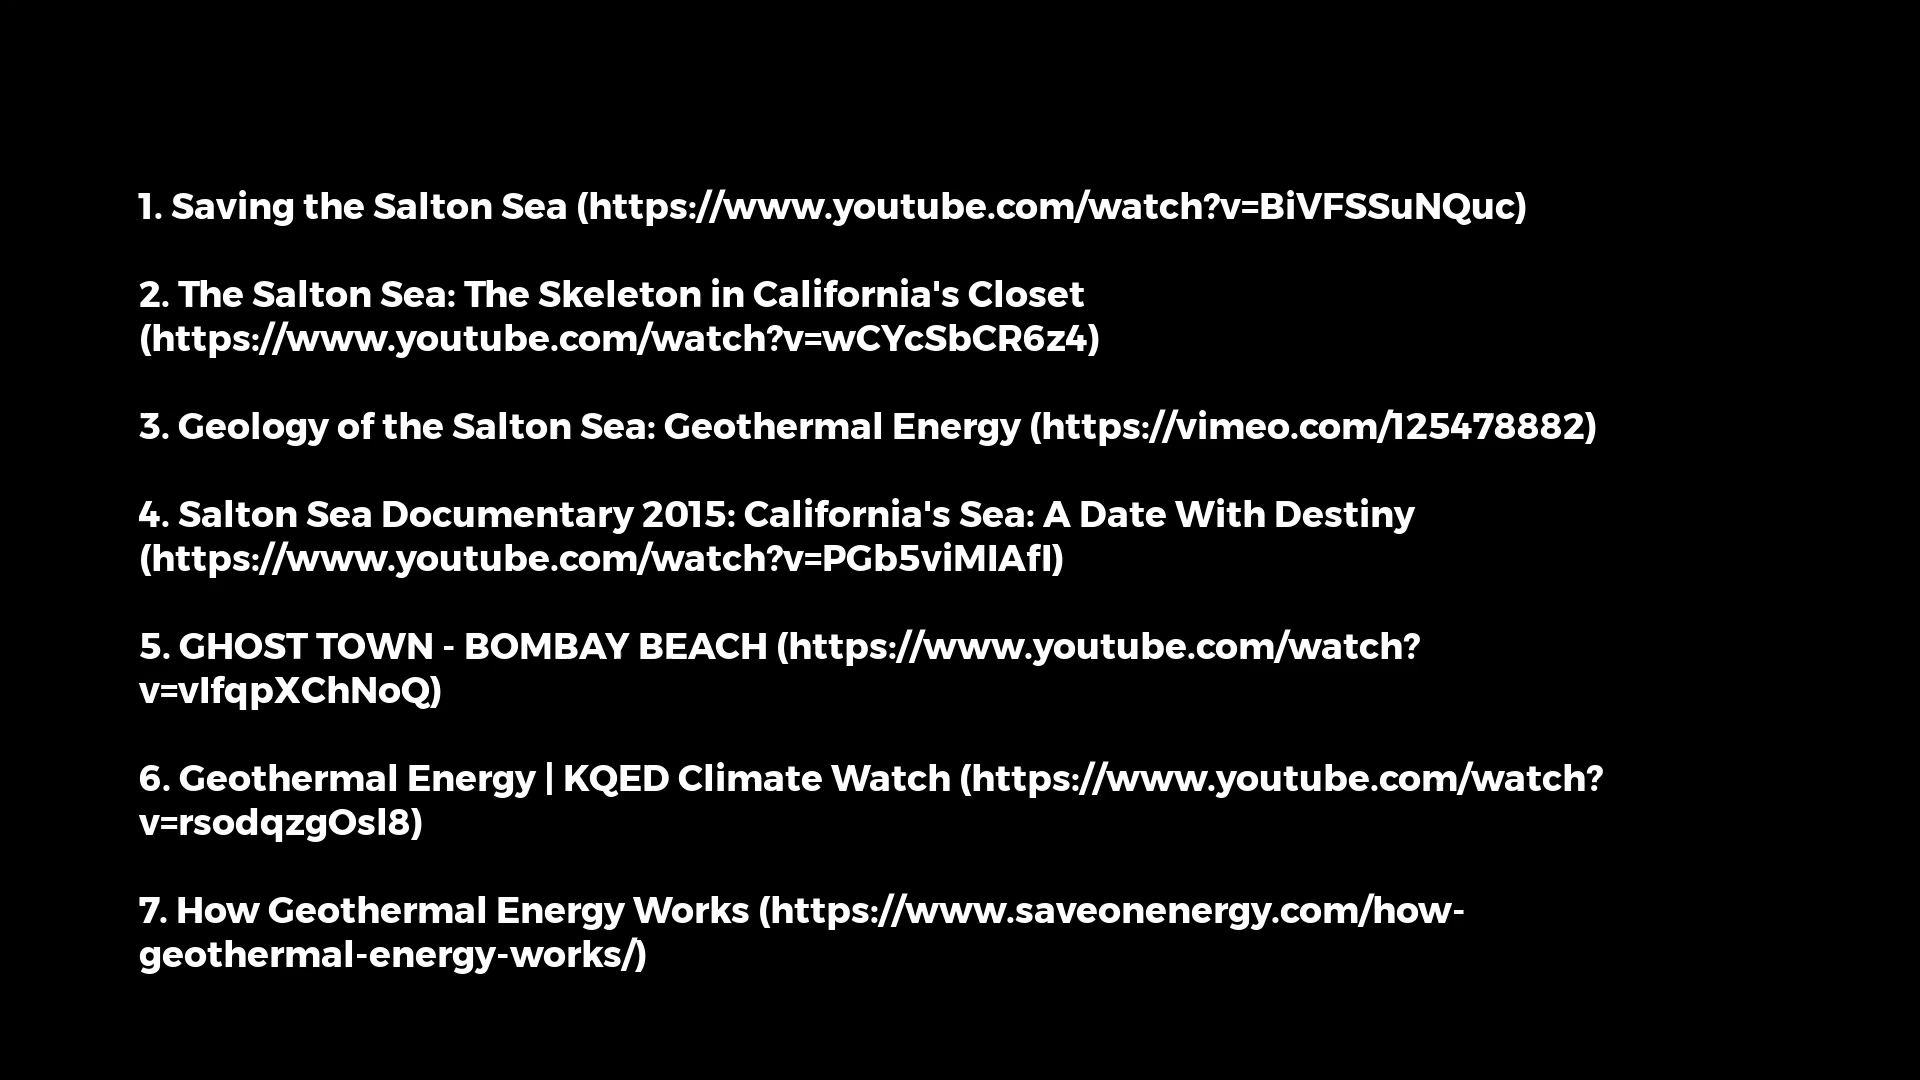 1. Saving the Salton Sea (https://www.youtube.com/watch?v=BiVFSSuNQuc)
2. The Salton Sea: The Skeleton in California's Closet
(https://www.youtube.com/watch?v=wCYcSbCR6z4)
3. Geology of the Salton Sea: Geothermal Energy (https://vimeo.com/125478882)
4. Salton Sea Documentary 2015: California's Sea: A Date With Destiny
(https://www.youtube.com/watch?v=PGb5viMIAfI)
5. GHOST TOWN - BOMBAY BEACH (https://www.youtube.com/watch?
v=vIfqpXChNoQ)
6. Geothermal Energy | KQED Climate Watch (https://www.youtube.com/watch?
v=rsodqzgOsl8)
7. How Geothermal Energy Works (https://www.saveonenergy.com/how-
geothermal-energy-works/)